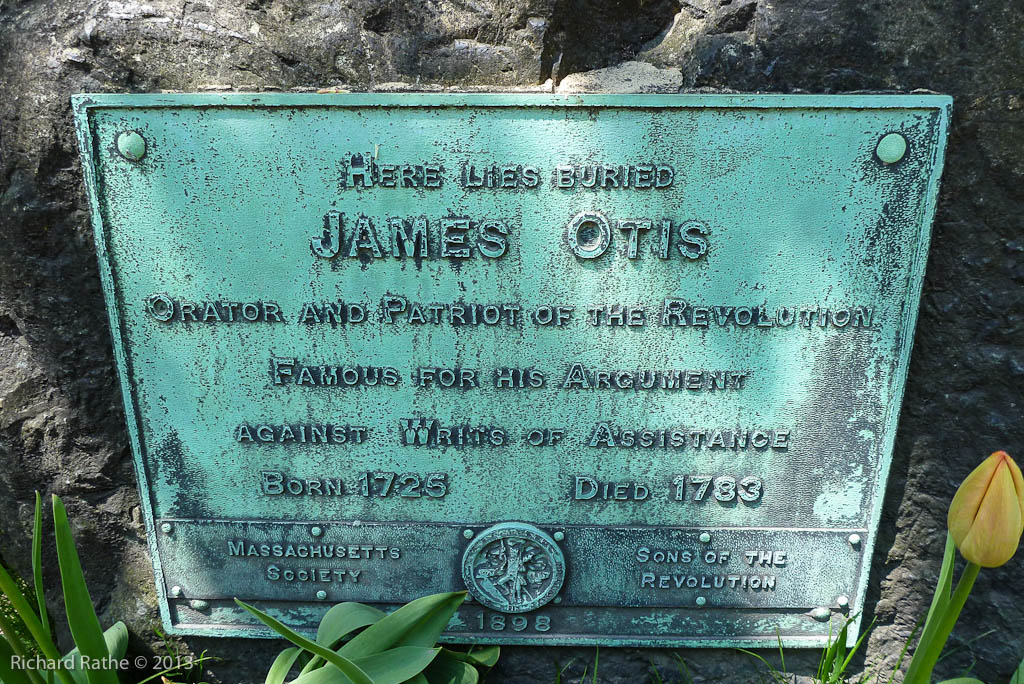 Here lies buried
James Otis
Orator and Patriot of the Revolution
Famous for his Argument
against Writs of Assistance
Born 1725 Died 1783
Massachusetts
Society
Sons of the
Revolution
1898
Richard Rathe © 2013